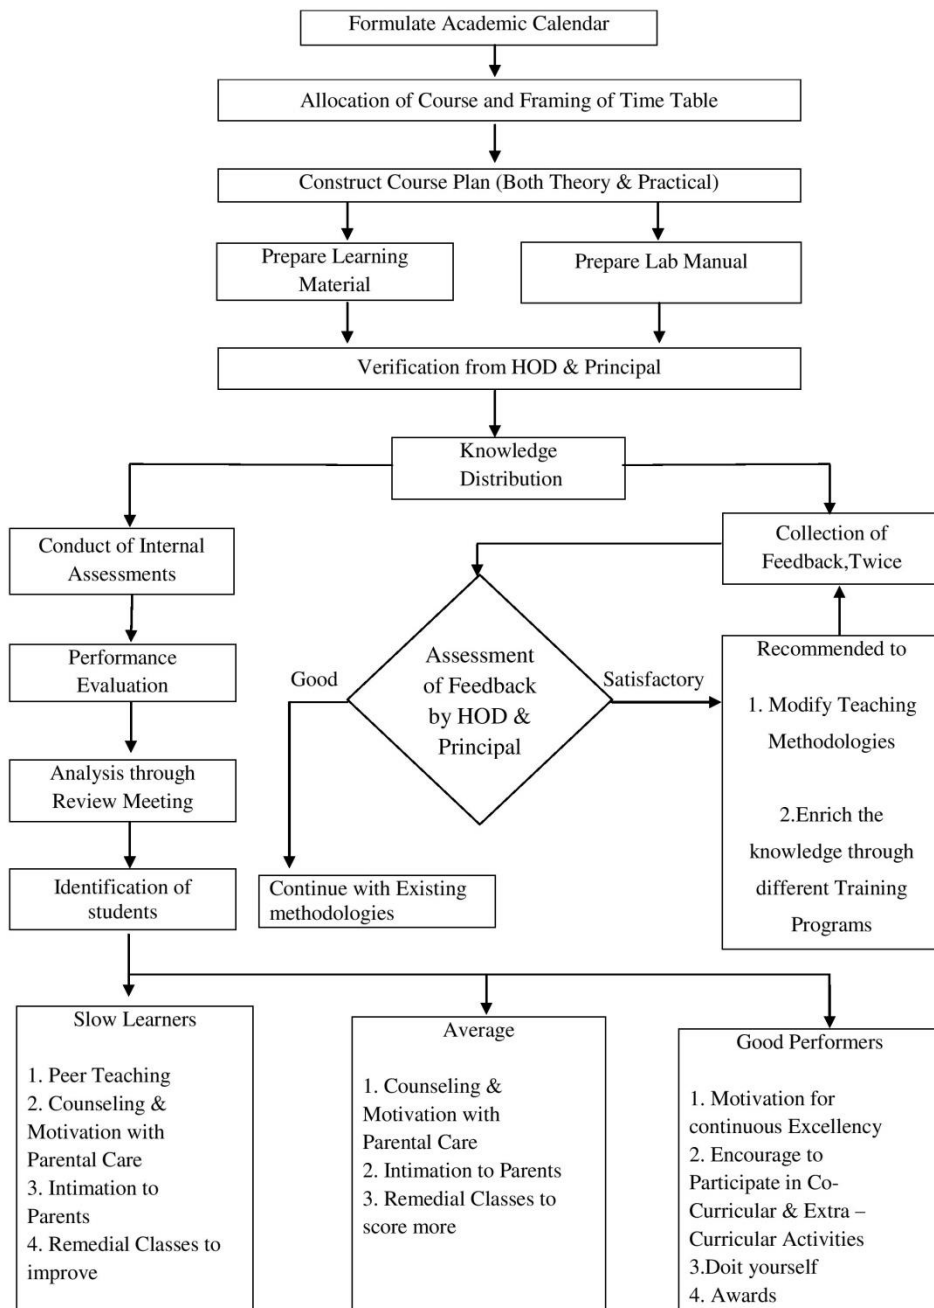 Formulate Academic Calendar
Allocation of Course and Framing of Time Table
Construct Course Plan (Both Theory & Practical)
Prepare Learning
Material
Prepare Lab Manual
Verification from HOD & Principal
Knowledge
Distribution
Conduct of Internal
Assessments
Collection of
Feedback,Twice
Performance
Evaluation
Good
Assessment
of Feedback
by HOD &
Principal
Satisfactory
Recommended to
1. Modify Teaching
Methodologies
2.Enrich the
knowledge through
different Training
Programs
Analysis through
Review Meeting
Identification of
students
Continue with Existing
methodologies
Slow Learners
1. Peer Teaching
2. Counseling &
Motivation with
Parental Care
3. Intimation to
Parents
4. Remedial Classes to
improve
Average
1. Counseling &
Motivation with
Parental Care
2. Intimation to Parents
3. Remedial Classes to
score more
Good Performers
1. Motivation for
continuous Excellency
2. Encourage to
Participate in Co-
Curricular & Extra –
Curricular Activities
3.Doit yourself
4. Awards